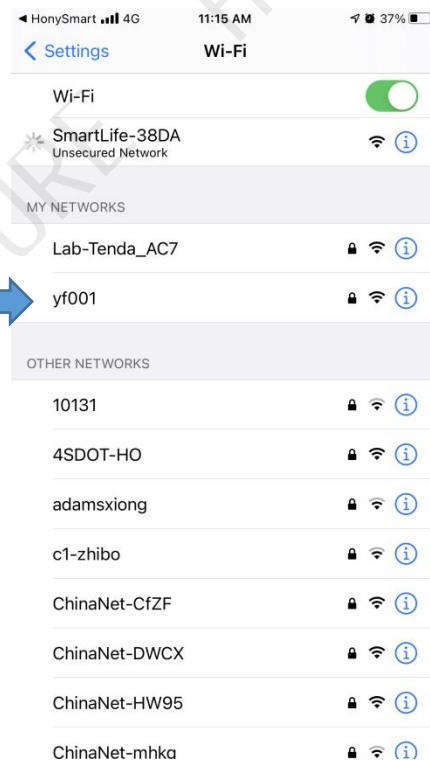 ◀ HonySmart 4G 11:15 AM 37%
Settings Wi-Fi
Wi-Fi
SmartLife-38DA
Unsecured Network
MY NETWORKS
Lab-Tenda_AC7
yf001
OTHER NETWORKS
10131
4SDOT-HO
adamsxiong
c1-zhibo
ChinaNet-CfZF
ChinaNet-DWCX
ChinaNet-HW95
ChinaNet-mhkg